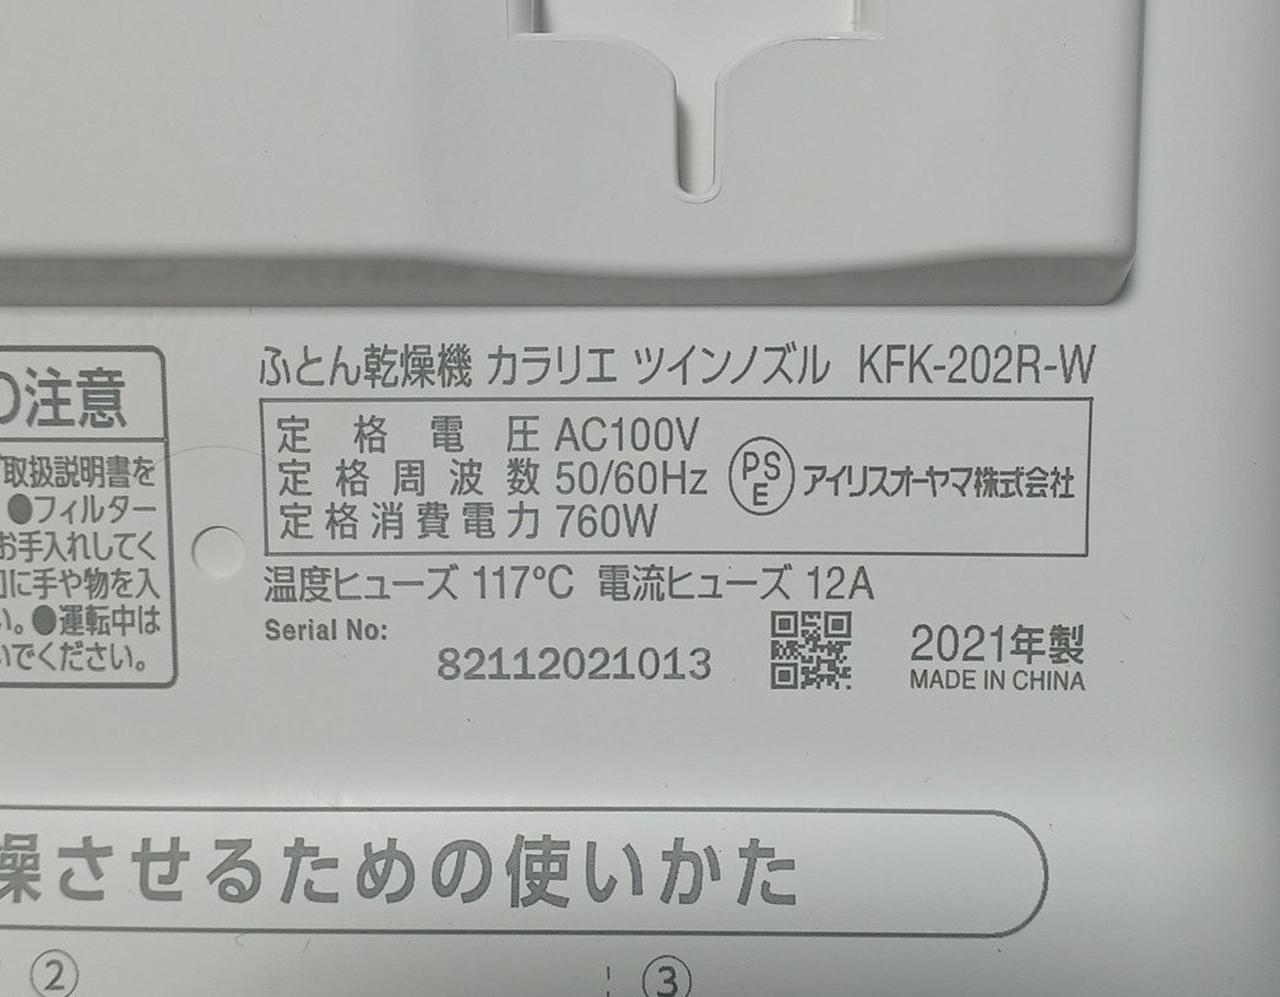 ふとん乾燥機 カラリエ ツインノズル KFK-202R-W
定格電圧 AC100V
定格周波数 50/60Hz
定格消費電力 760W
PSE アイリスオーヤマ株式会社
温度ヒューズ 117℃ 電流ヒューズ 12A
Serial No:
82112021013
2021年製
MADE IN CHINA
の注意
取扱説明書を
●フィルター
お手入れしてく
に手や物を入
い。●運転中は
いでください。
燥させるための使いかた
②
③